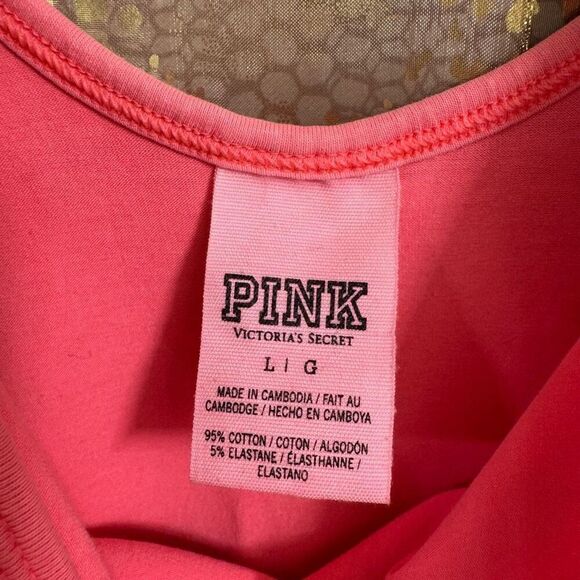 PINK
VICTORIA'S SECRET
L | G
MADE IN CAMBODIA / FAIT AU
CAMBODGE / HECHO EN CAMBOYA
95% COTTON / COTON / ALGODÓN
5% ELASTANE / ÉLASTHANNE /
ELASTANO